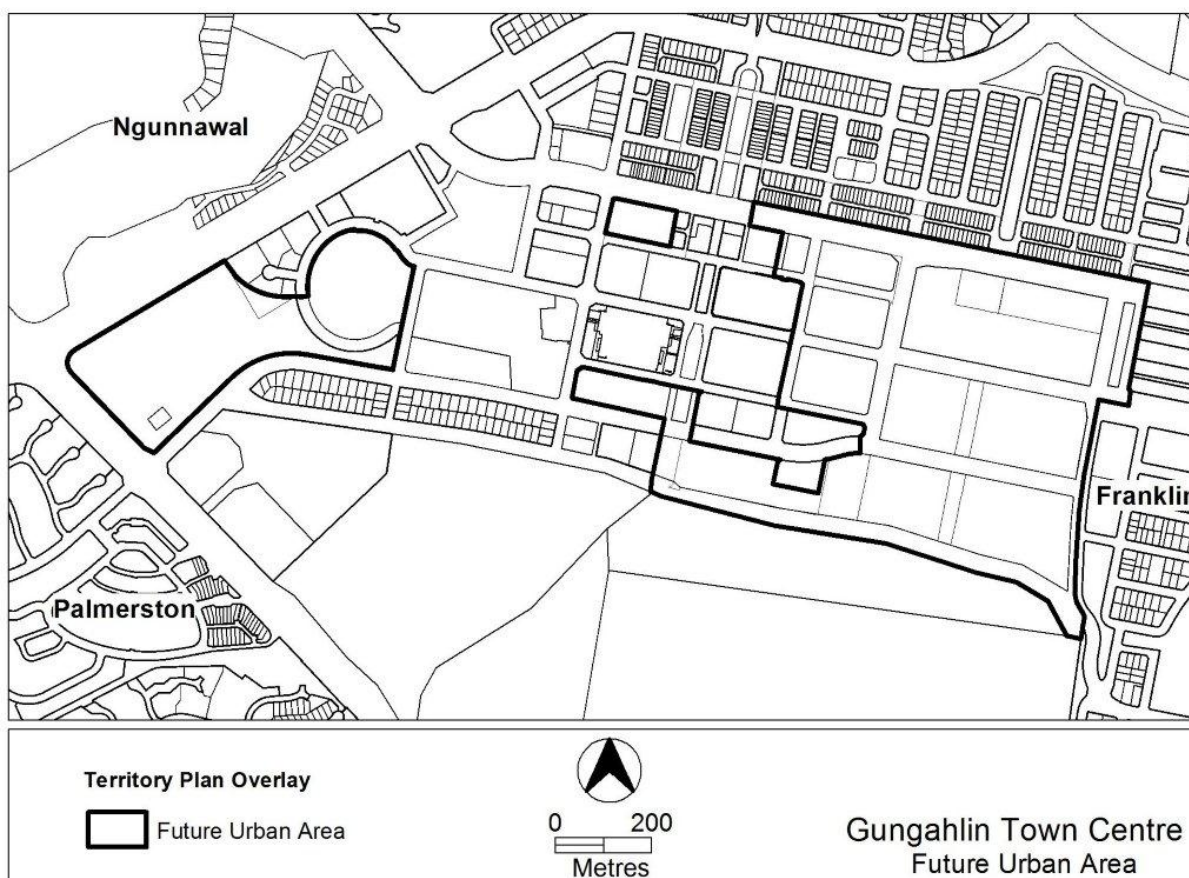 Ngunnawal
Franklin
Palmerston
Territory Plan Overlay
Future Urban Area
0 200
Metres
Gungahlin Town Centre
Future Urban Area